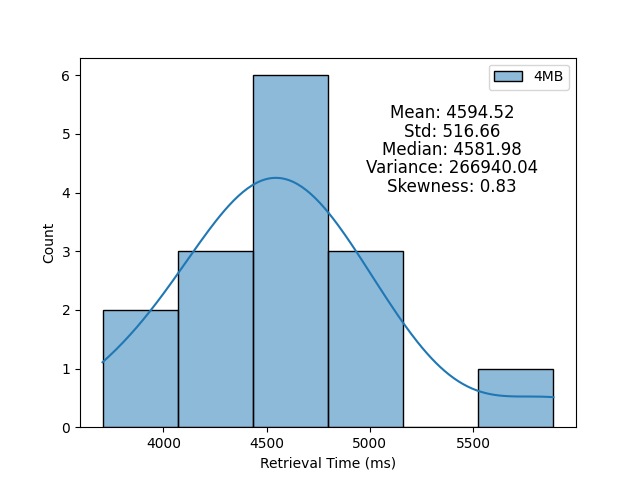 4MB
Mean: 4594.52
Std: 516.66
Median: 4581.98
Variance: 266940.04
Skewness: 0.83
6
5
4
3
2
1
0
Count
4000 4500 5000 5500
Retrieval Time (ms)